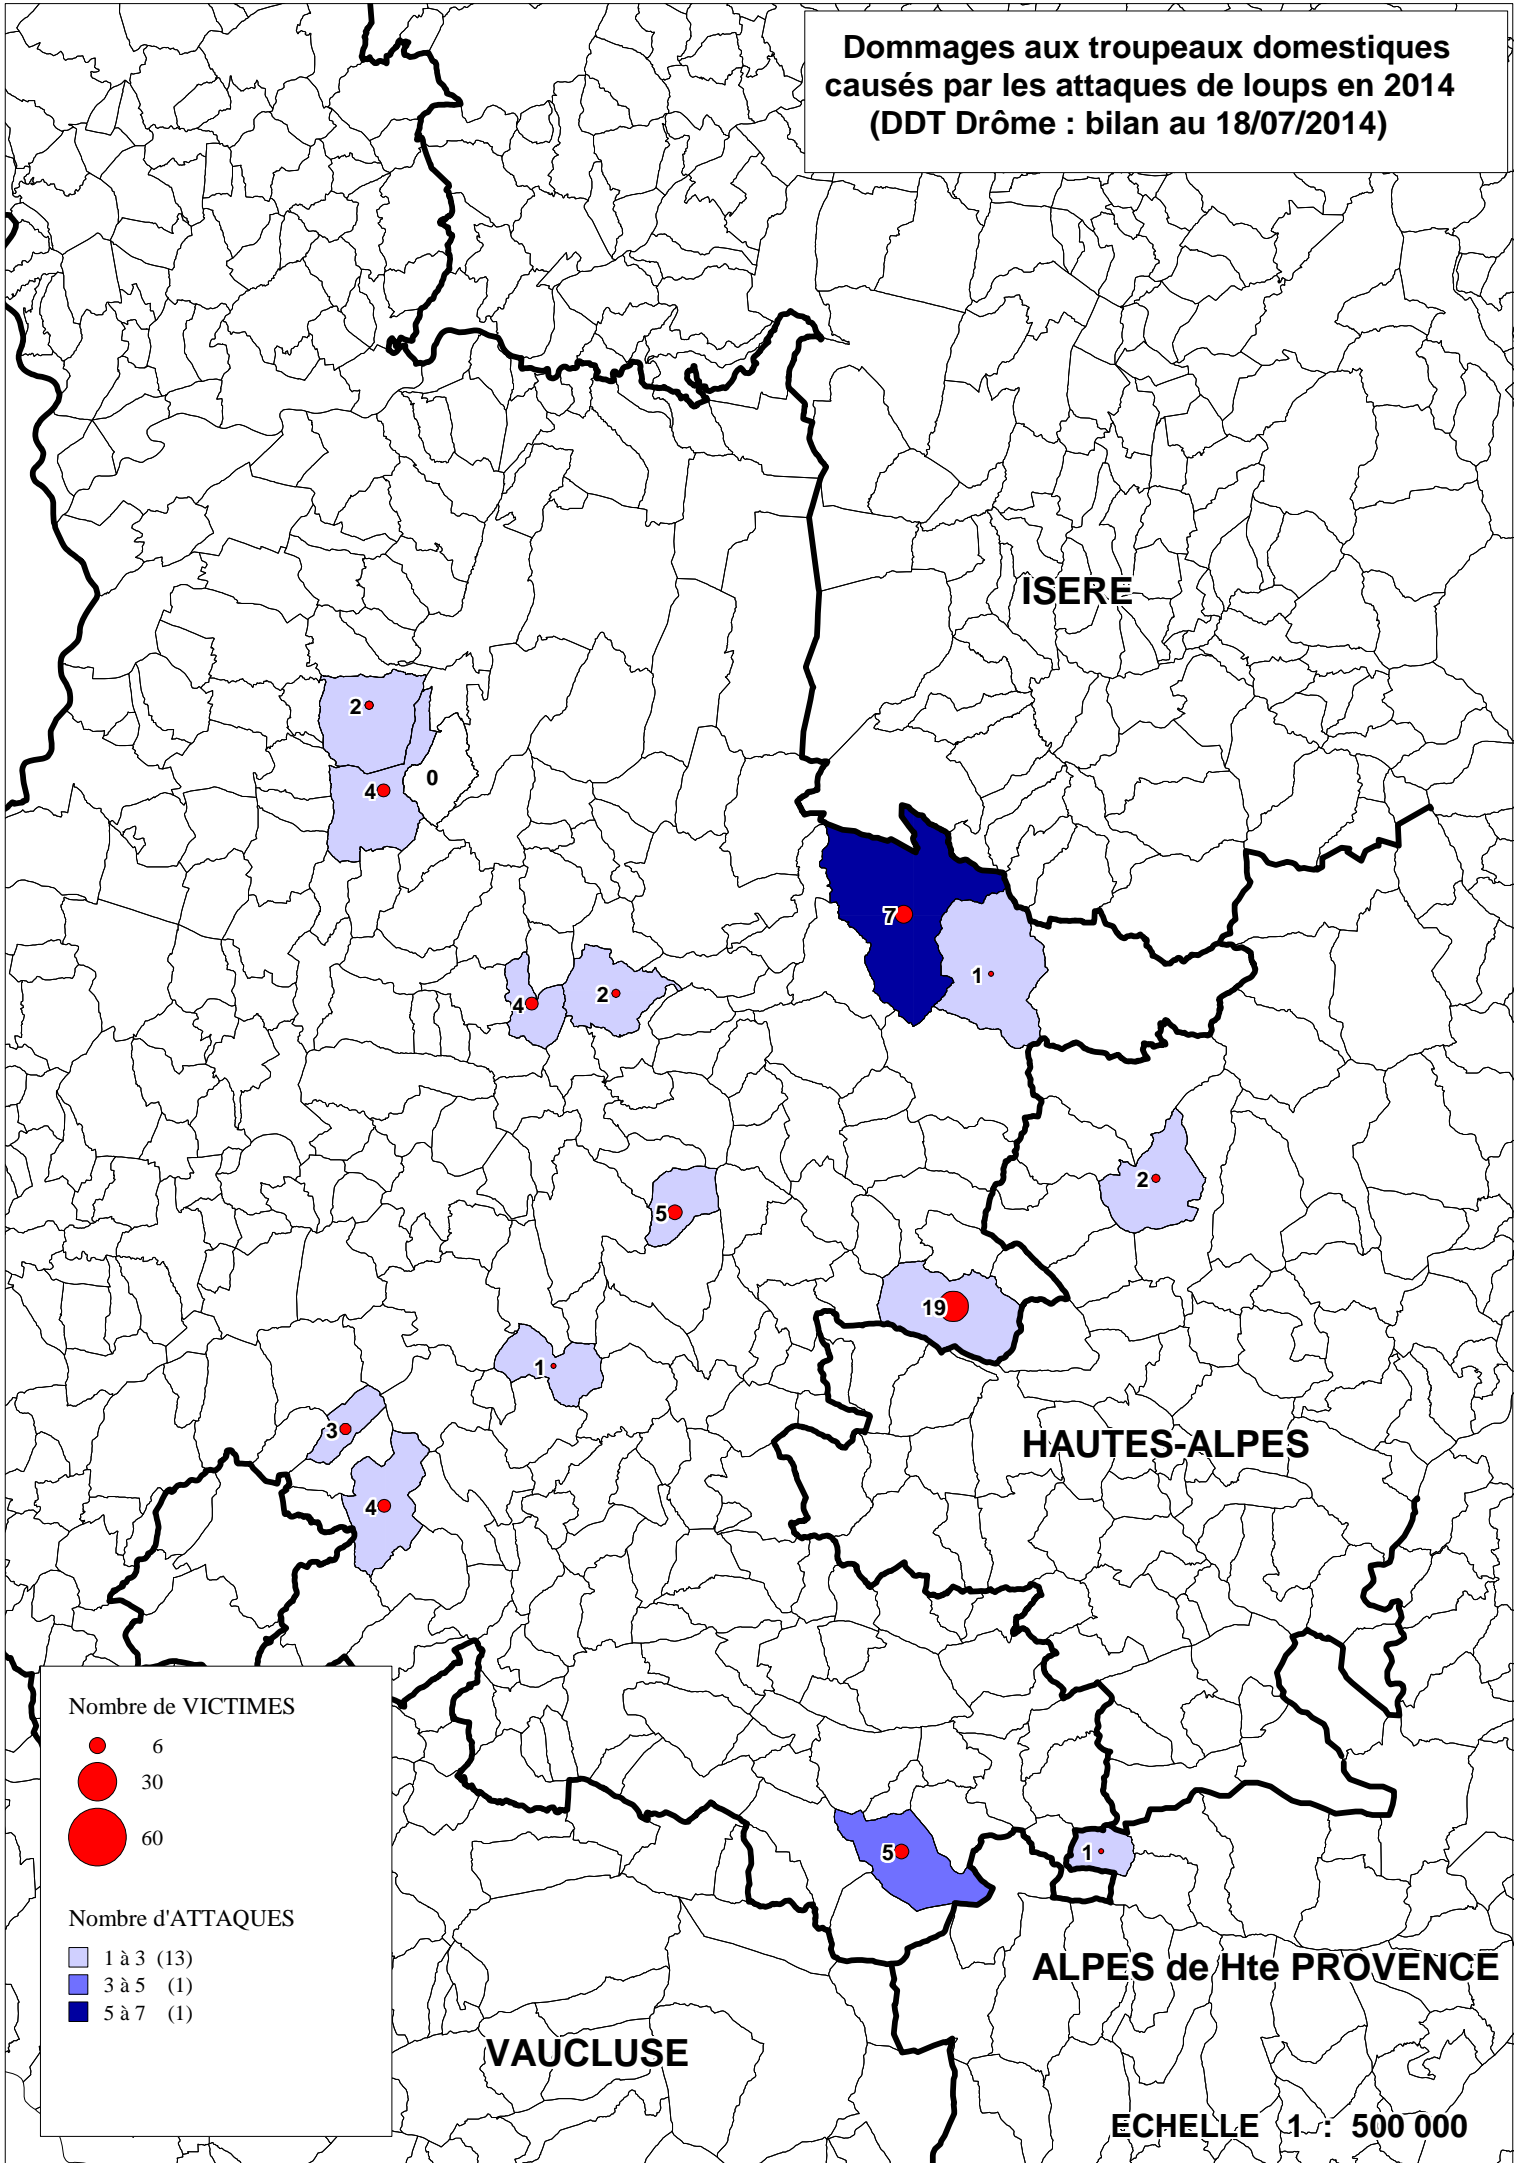 Dommages aux troupeaux domestiques
causés par les attaques de loups en 2014
(DDT Drôme : bilan au 18/07/2014)
ISERE
2
0
4
7
1
4
2
2
5
19
1
3
HAUTES-ALPES
4
Nombre de VICTIMES
6
30
60
5
1
Nombre d'ATTAQUES
1 à 3 (13)
3 à 5 (1)
5 à 7 (1)
ALPES de Hte PROVENCE
VAUCLUSE
ECHELLE 1 : 500 000